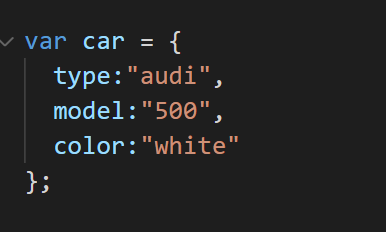 var car = {
  type:"audi",
  model:"500",
  color:"white"
};